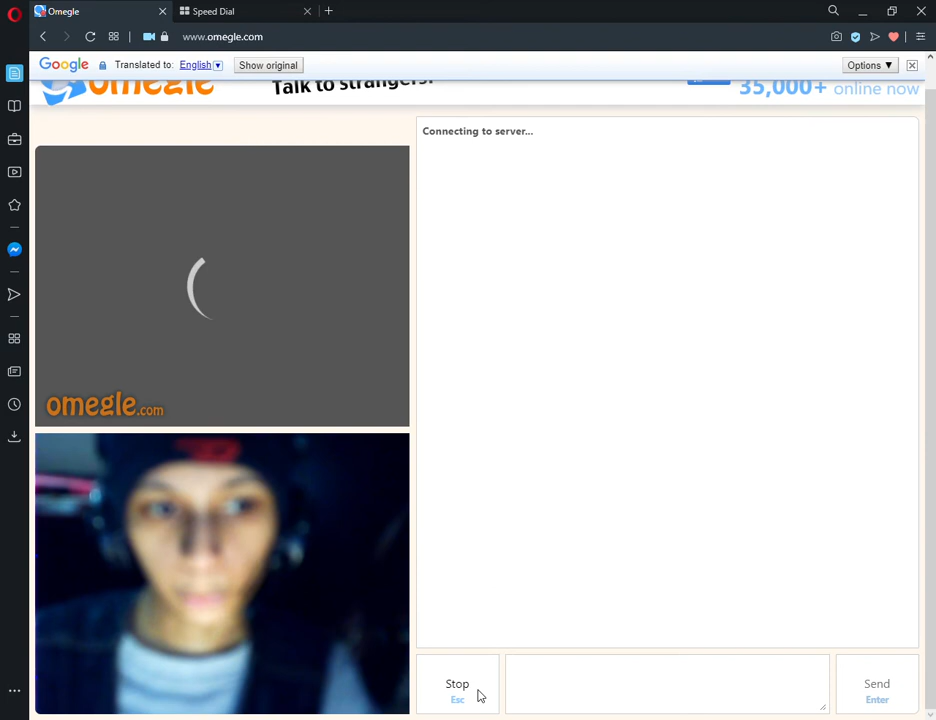 Omegle
Speed Dial
www.omegle.com
Google Translated to: English▼ Show original Options ▼
omegle Talk to strangers! 35,000+ online now
Connecting to server...
omegle.com
Stop
Esc
Send
Enter